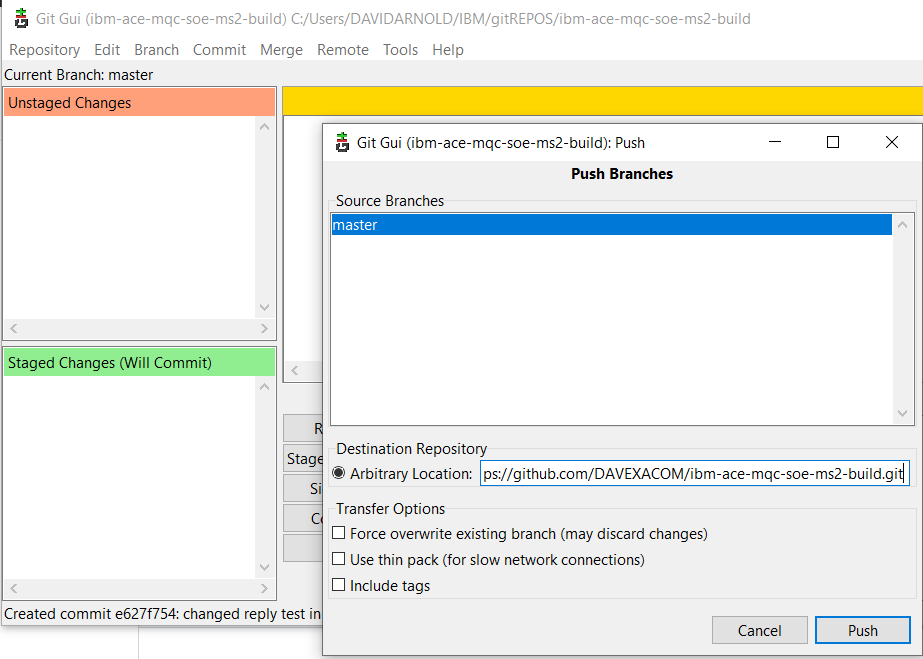 Git Gui (ibm-ace-mqc-soe-ms2-build) C:/Users/DAVIDARNOLD/IBM/gitREPOS/ibm-ace-mqc-soe-ms2-build
Repository Edit Branch Commit Merge Remote Tools Help
Current Branch: master
Unstaged Changes
Staged Changes (Will Commit)
R
Stage
Si
Co
Created commit e627f754: changed reply test in
Git Gui (ibm-ace-mqc-soe-ms2-build): Push
Push Branches
Source Branches
master
Destination Repository
Arbitrary Location: ps://github.com/DAVEXACOM/ibm-ace-mqc-soe-ms2-build.git
Transfer Options
Force overwrite existing branch (may discard changes)
Use thin pack (for slow network connections)
Include tags
Cancel Push